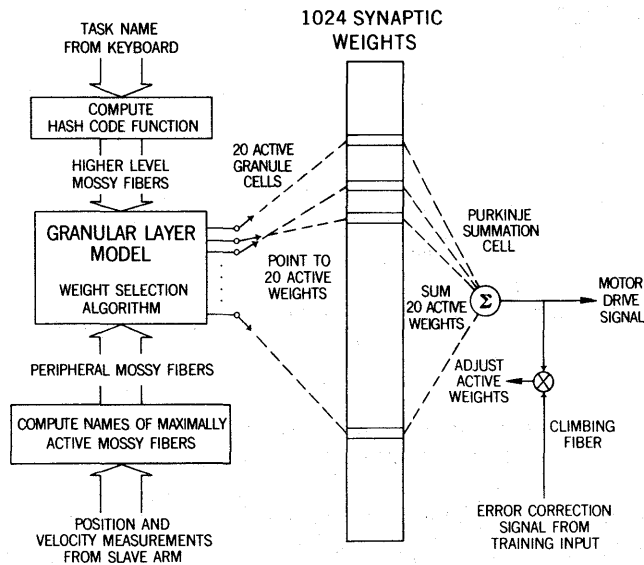 1024 SYNAPTIC
WEIGHTS
TASK NAME
FROM KEYBOARD
COMPUTE
HASH CODE FUNCTION
HIGHER LEVEL
MOSSY FIBERS
20 ACTIVE
GRANULE
CELLS
GRANULAR LAYER
MODEL
WEIGHT SELECTION
ALGORITHM
POINT TO
20 ACTIVE
WEIGHTS
PURKINJE
SUMMATION
CELL
SUM
20 ACTIVE
WEIGHTS
Σ
MOTOR
DRIVE
SIGNAL
PERIPHERAL MOSSY FIBERS
ADJUST
ACTIVE
WEIGHTS
COMPUTE NAMES OF MAXIMALLY
ACTIVE MOSSY FIBERS
CLIMBING
FIBER
POSITION AND
VELOCITY MEASUREMENTS
FROM SLAVE ARM
ERROR CORRECTION
SIGNAL FROM
TRAINING INPUT